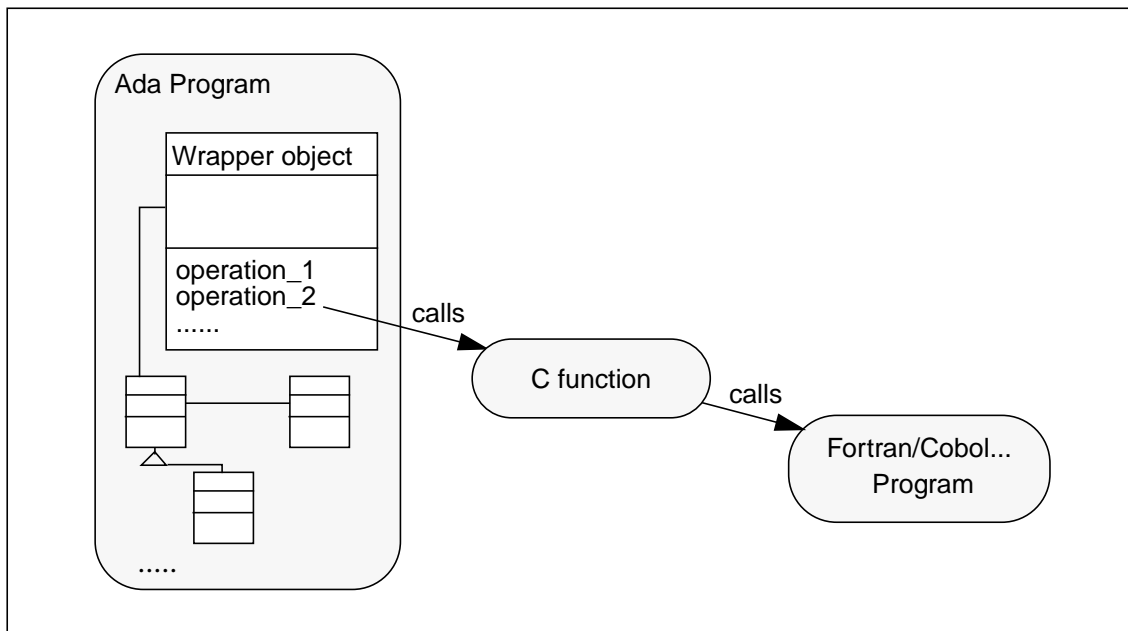 Ada Program
Wrapper object
operation_1
operation_2
......
.....
calls
C function
calls
Fortran/Cobol...
Program